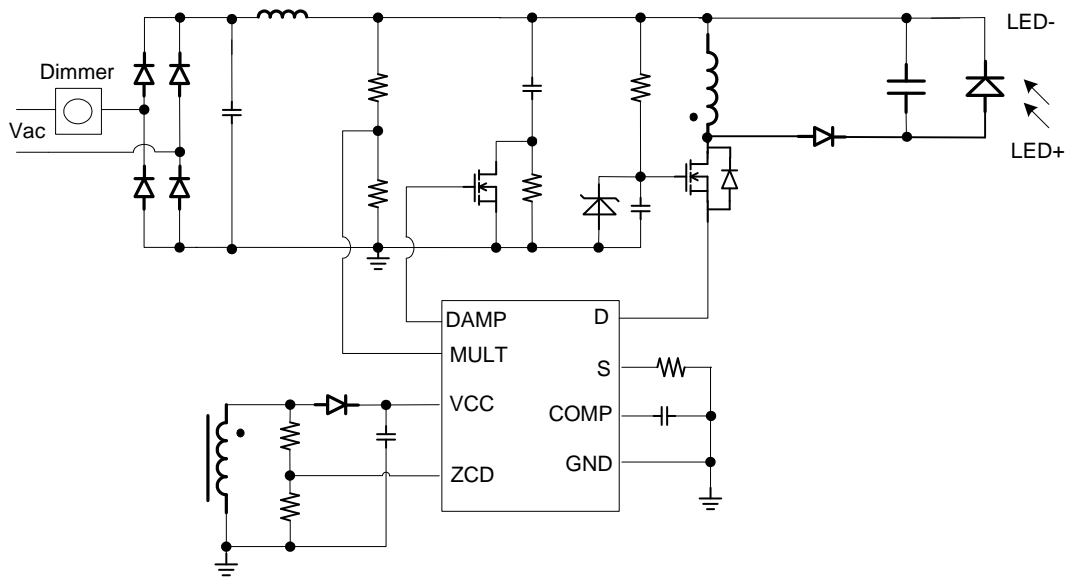 LED-
Dimmer
Vac
LED+
DAMP
D
MULT
S
VCC
COMP
ZCD
GND